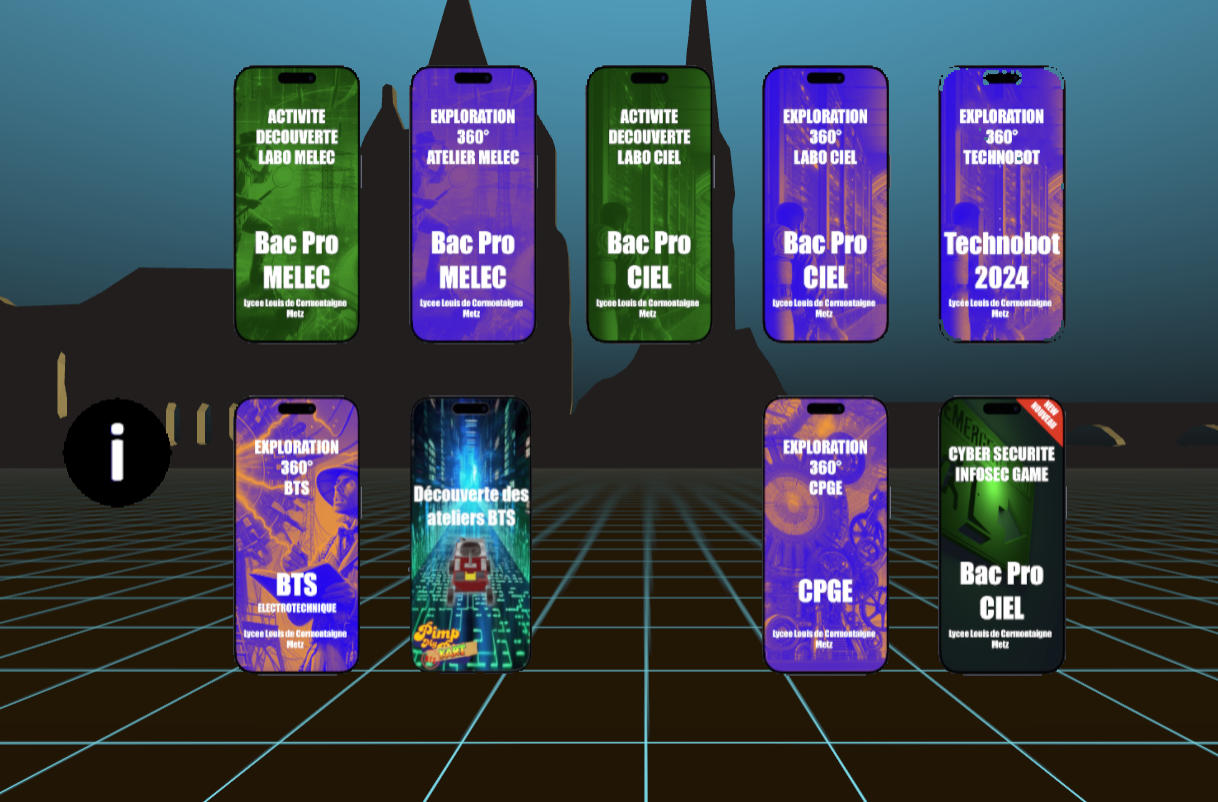 ACTIVITE
DECOUVERTE
LABO MELEC
Bac Pro
MELEC
Lycee Louis de Cormontaigne
Metz
EXPLORATION
360°
ATELIER MELEC
Bac Pro
MELEC
Lycee Louis de Cormontaigne
Metz
ACTIVITE
DECOUVERTE
LABO CIEL
Bac Pro
CIEL
Lycee Louis de Cormontaigne
Metz
EXPLORATION
360°
LABO CIEL
Bac Pro
CIEL
Lycee Louis de Cormontaigne
Metz
EXPLORATION
360°
TECHNOBOT
Technobot
2024
Lycee Louis de Cormontaigne
Metz
i
EXPLORATION
360°
BTS
BTS
ELECTROTECHNIQUE
Lycee Louis de Cormontaigne
Metz
Découverte des
ateliers BTS
Pimp
KART
EXPLORATION
360°
CPGE
CPGE
Lycee Louis de Cormontaigne
Metz
NEW
NOUVEAU
EMERGE
CYBER SECURITE
INFOSEC GAME
Bac Pro
CIEL
Lycee Louis de Cormontaigne
Metz